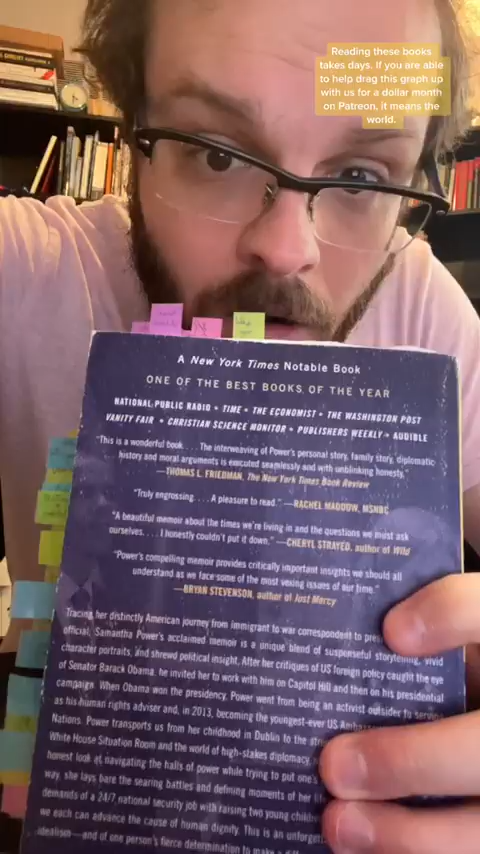 Reading these books
takes days. If you are able
to help drag this graph up
with us for a dollar month
on Patreon, it means the
world.
A New York Times Notable Book
ONE OF THE BEST BOOKS OF THE YEAR
NATIONAL PUBLIC RADIO • TIME • THE ECONOMIST • THE WASHINGTON POST
VANITY FAIR • CHRISTIAN SCIENCE MONITOR • PUBLISHERS WEEKLY • AUDIBLE
"This is a wonderful book. . . . The interweaving of Power's personal story, family story, diplomatic
history and moral arguments is executed seamlessly and with unblinking honesty."
—THOMAS L. FRIEDMAN, The New York Times Book Review
"Truly engrossing. . . . A pleasure to read." —RACHEL MADDOW, MSNBC
"A beautiful memoir about the times we're living in and the questions we must ask
ourselves. . . . I honestly couldn't put it down." —CHERYL STRAYED, author of Wild
"Power's compelling memoir provides critically important insights we should all
understand as we face some of the most vexing issues of our time."
—BRYAN STEVENSON, author of Just Mercy
Tracing her distinctly American journey from immigrant to war correspondent to
official, Samantha Power's acclaimed memoir is a unique blend of suspenseful storytelling, vivid
character portraits, and shrewd political insight. After her critiques of US foreign policy caught the eye
of Senator Barack Obama, he invited her to work with him on Capitol Hill and then on his presidential
campaign. When Obama won the presidency, Power went from being an activist outsider to
as his human rights adviser and, in 2013, becoming the youngest-ever US
Nations. Power transports us from her childhood in Dublin to the
White House Situation Room and the world of high-stakes diplomacy,
honest look at navigating the halls of power while trying to put one's
way, she lays bare the searing battles and defining moments of her
demands of a 24/7 national security job with raising two young
we each can advance the cause of human dignity. This is an
idealism—and of one person's fierce determination to make a